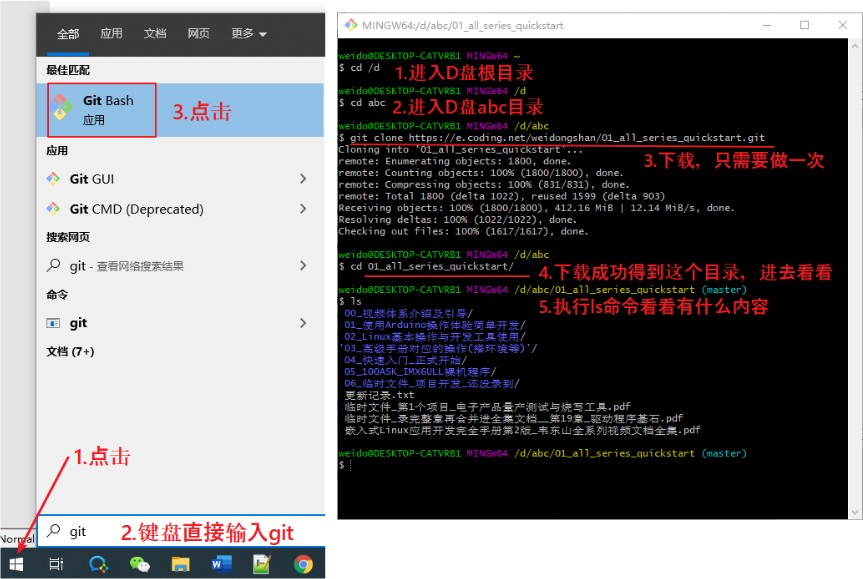 全部 应用 文档 网页 更多
最佳匹配
Git Bash
应用
3.点击
应用
Git GUI
Git CMD (Deprecated)
搜索网页
git - 查看网络搜索结果
命令
git
文档 (7+)
1.点击
git
2.键盘直接输入git
Normal
MINGW64:/d/abc/01_all_series_quickstart
weido@DESKTOP-CATVRB1 MINGW64 ~
$ cd /d
1.进入D盘根目录
weido@DESKTOP-CATVRB1 MINGW64 /d
$ cd abc
2.进入D盘abc目录
weido@DESKTOP-CATVRB1 MINGW64 /d/abc
$ git clone https://e.coding.net/weidongshan/01_all_series_quickstart.git
Cloning into '01_all_series_quickstart'...
3.下载，只需要做一次
remote: Enumerating objects: 1800, done.
remote: Counting objects: 100% (1800/1800), done.
remote: Compressing objects: 100% (831/831), done.
remote: Total 1800 (delta 1022), reused 1599 (delta 903)
Receiving objects: 100% (1800/1800), 412.16 MiB | 12.14 MiB/s, done.
Resolving deltas: 100% (1022/1022), done.
Checking out files: 100% (1617/1617), done.
weido@DESKTOP-CATVRB1 MINGW64 /d/abc
$ cd 01_all_series_quickstart/
4.下载成功得到这个目录，进去看看
weido@DESKTOP-CATVRB1 MINGW64 /d/abc/01_all_series_quickstart (master)
$ ls
5.执行ls命令看看有什么内容
00_视频体系介绍及引导/
01_使用Arduino操作体验简单开发/
02_Linux基本操作与开发工具使用/
'03_高级手册对应的操作(搭环境等)'/
04_快速入门_正式开始/
05_100ASK_IMX6ULL裸机程序/
06_临时文件_项目开发_还没录到/
更新记录.txt
临时文件_第1个项目_电子产品量产测试与烧写工具.pdf
临时文件_录完整章再合并进全集文档__第19章_驱动程序基石.pdf
嵌入式Linux应用开发完全手册第2版_韦东山全系列视频文档全集.pdf
weido@DESKTOP-CATVRB1 MINGW64 /d/abc/01_all_series_quickstart (master)
$